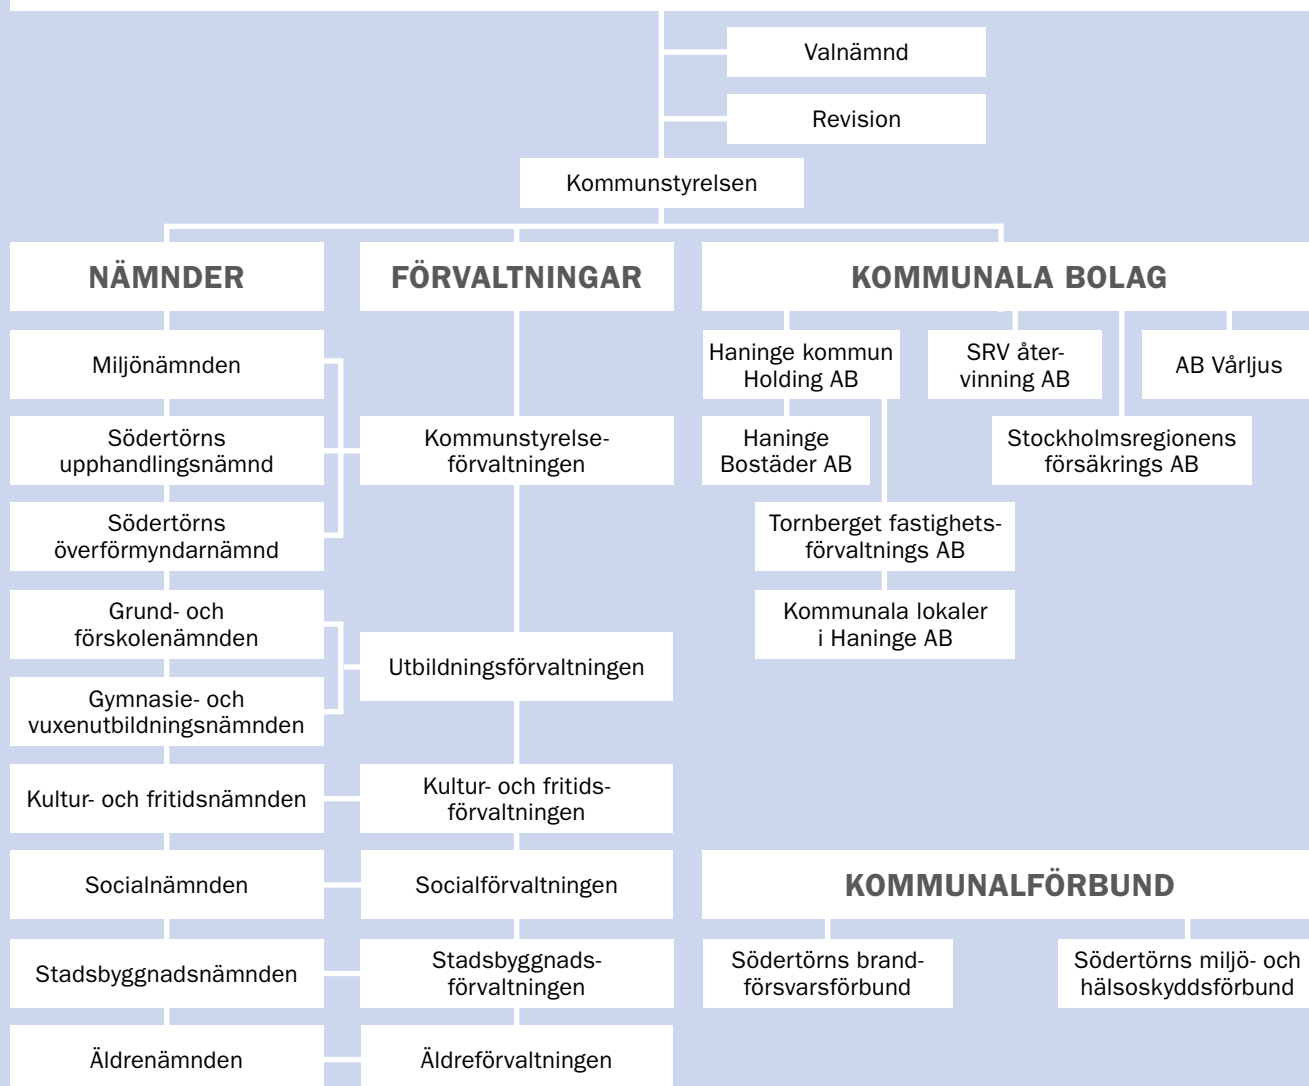 Valnämnd
Revision
Kommunstyrelsen
NÄMNDER
Miljönämnden
Södertörns
upphandlingsnämnd
Södertörns
överförmyndarnämnd
Grund- och
förskolenämnden
Gymnasie- och
vuxenutbildningsnämnden
Kultur- och fritidsnämnden
Socialnämnden
Stadsbyggnadsnämnden
Äldrenämnden
FÖRVALTNINGAR
Kommunstyrelse-
förvaltningen
Utbildningsförvaltningen
Kultur- och fritids-
förvaltningen
Socialförvaltningen
Stadsbyggnads-
förvaltningen
Äldreförvaltningen
KOMMUNALA BOLAG
Haninge kommun
Holding AB
SRV åter-
vinning AB
AB Vårljus
Haninge
Bostäder AB
Stockholmsregionens
försäkrings AB
Tornberget fastighets-
förvaltnings AB
Kommunala lokaler
i Haninge AB
KOMMUNALFÖRBUND
Södertörns brand-
försvarsförbund
Södertörns miljö- och
hälsoskyddsförbund